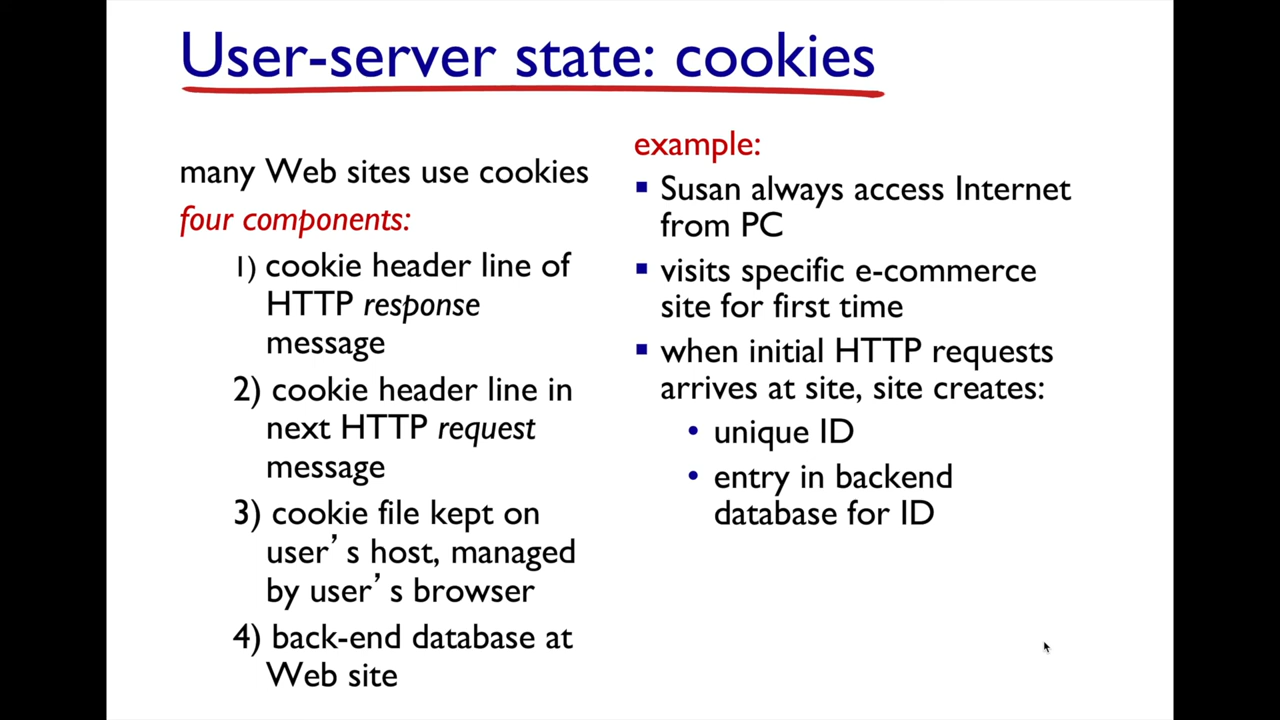 User-server state: cookies
many Web sites use cookies
four components:
1) cookie header line of
HTTP response
message
2) cookie header line in
next HTTP request
message
3) cookie file kept on
user’s host, managed
by user’s browser
4) back-end database at
Web site
example:
▪ Susan always access Internet
from PC
▪ visits specific e-commerce
site for first time
▪ when initial HTTP requests
arrives at site, site creates:
• unique ID
• entry in backend
database for ID